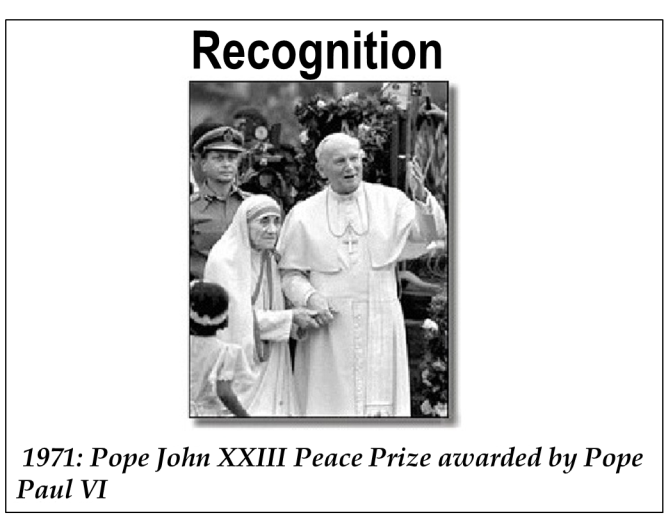 Recognition
1971: Pope John XXIII Peace Prize awarded by Pope
Paul VI